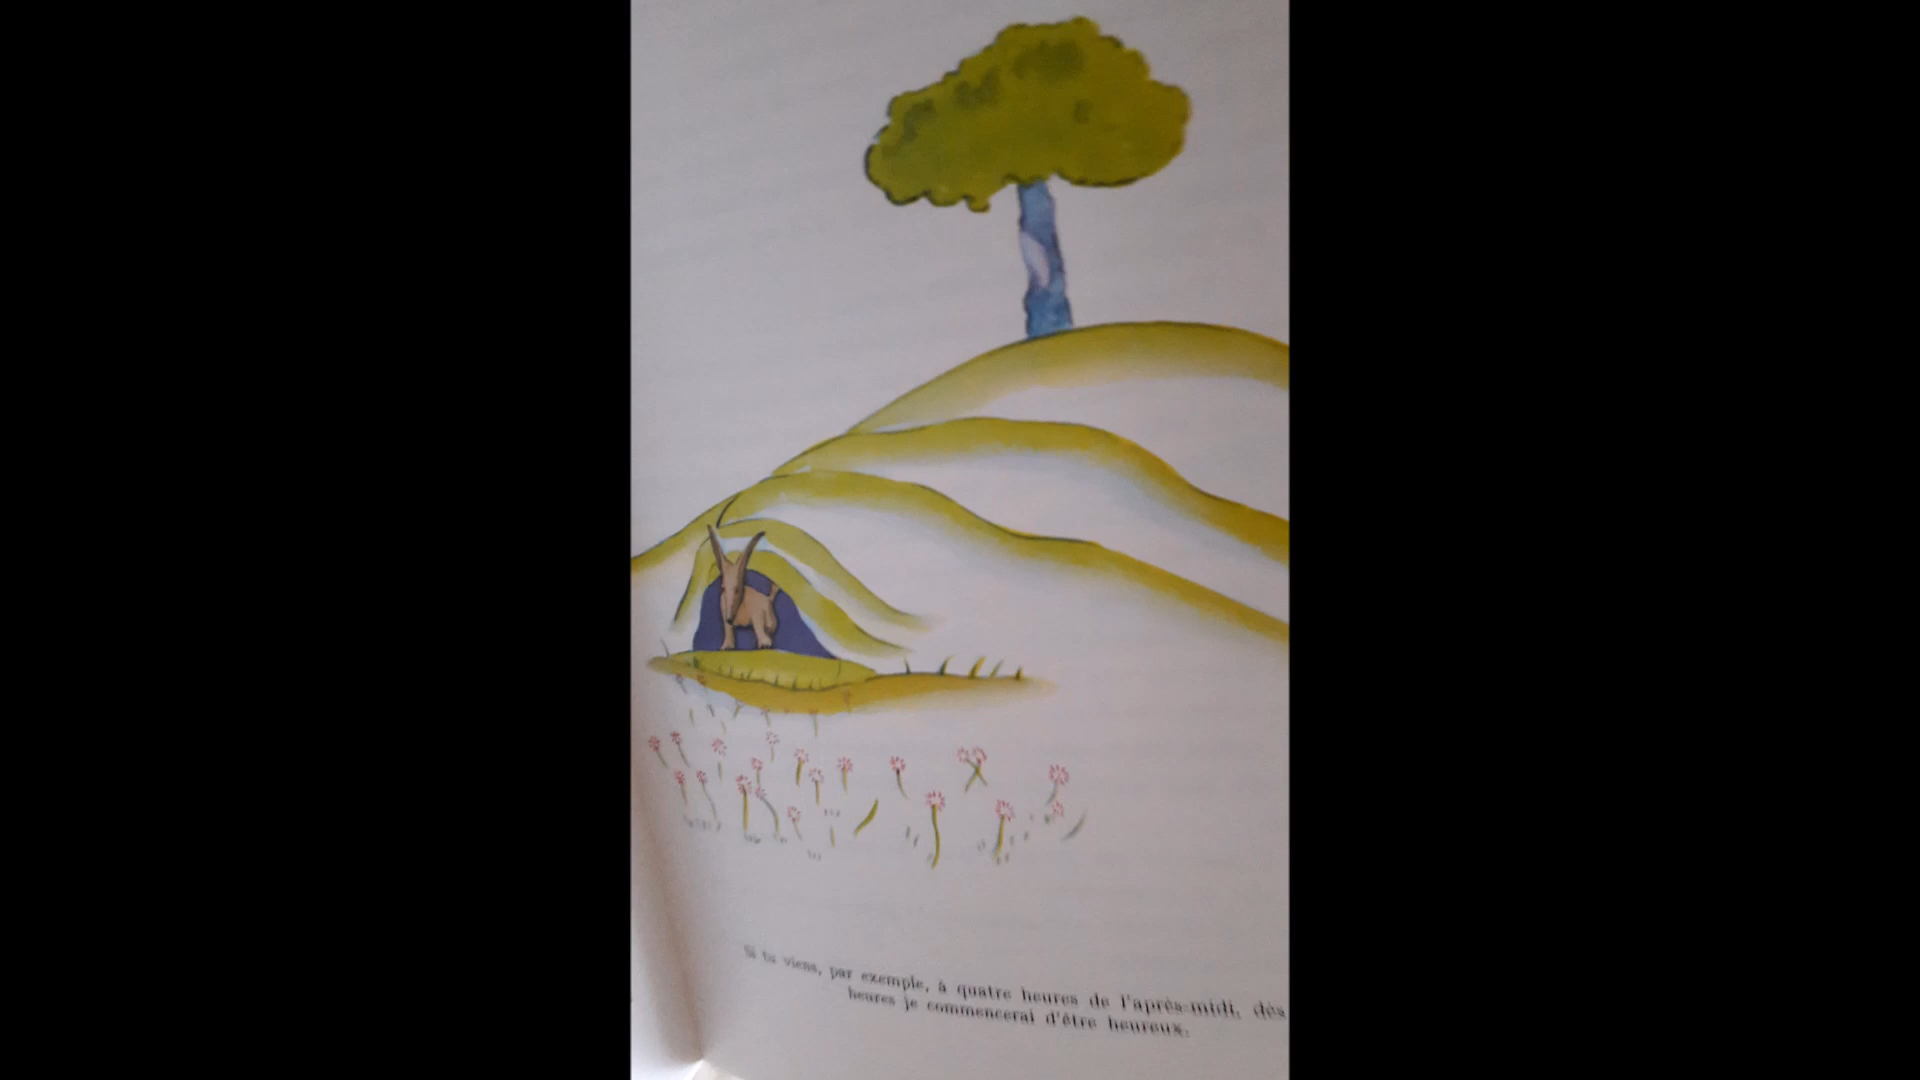 Si tu viens, par exemple, à quatre heures de l'après-midi, dès
heures je commencerai d'être heureux.